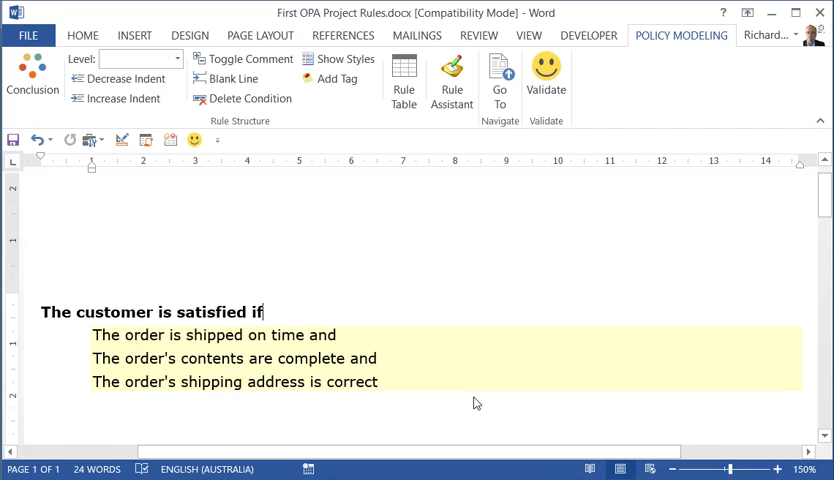 First OPA Project Rules.docx [Compatibility Mode] - Word
FILE HOME INSERT DESIGN PAGE LAYOUT REFERENCES MAILINGS REVIEW VIEW DEVELOPER POLICY MODELING Richard...
Conclusion
Level:
Decrease Indent
Increase Indent
Toggle Comment
Blank Line
Delete Condition
Show Styles
Add Tag
Rule Structure
Rule Table
Rule Assistant
Go To
Navigate
Validate
Validate
1 2 3 4 5 6 7 8 9 10 11 12 13 14
2
1
1
2
The customer is satisfied if
The order is shipped on time and
The order's contents are complete and
The order's shipping address is correct
PAGE 1 OF 1 24 WORDS ENGLISH (AUSTRALIA) 150%